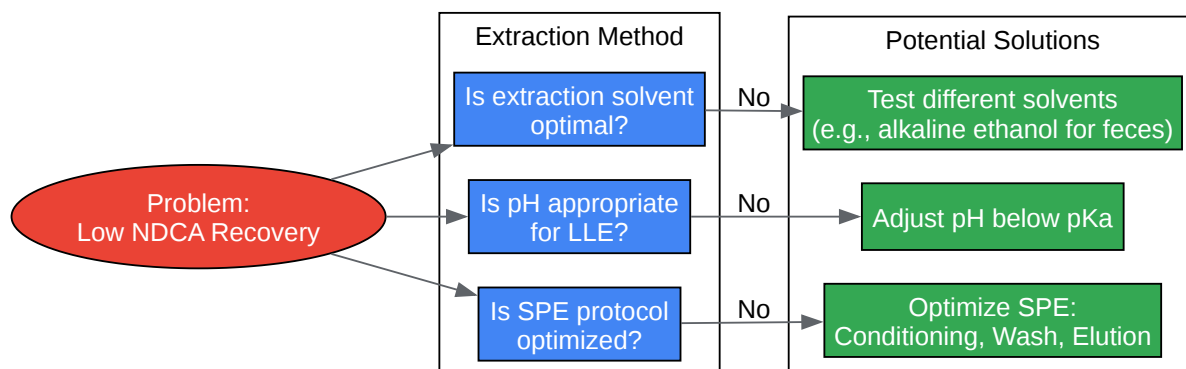 Extraction Method
Potential Solutions
Problem:
Low NDCA Recovery
Is extraction solvent
optimal?
No
Test different solvents
(e.g., alkaline ethanol for feces)
Is pH appropriate
for LLE?
No
Adjust pH below pKa
Is SPE protocol
optimized?
No
Optimize SPE:
Conditioning, Wash, Elution